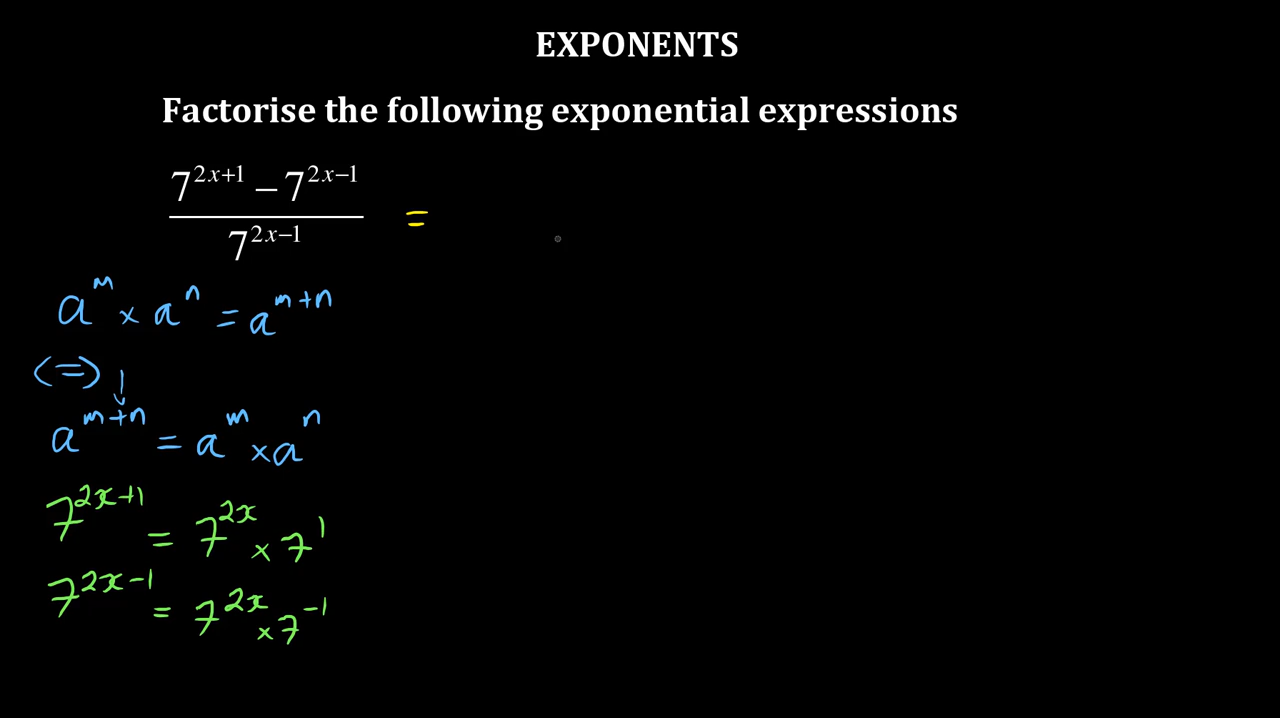 EXPONENTS
Factorise the following exponential expressions
\frac{7^{2x+1} - 7^{2x-1}}{7^{2x-1}} =
a^m × a^n = a^{m+n}
(<=>) ↓
a^{m+n} = a^m × a^n
7^{2x+1} = 7^{2x} × 7^1
7^{2x-1} = 7^{2x} × 7^{-1}